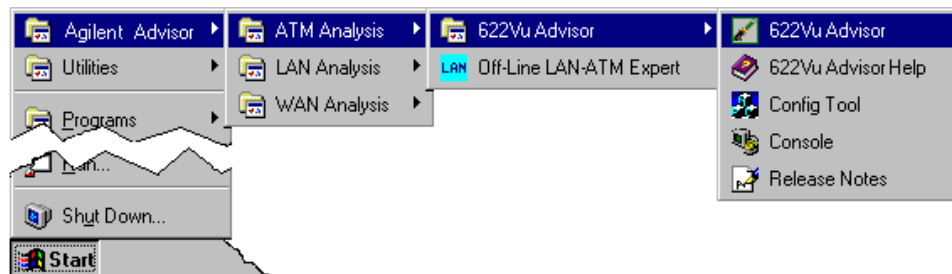 Agilent Advisor
Utilities
Programs
Run...
Shut Down...
Start
ATM Analysis
LAN Analysis
WAN Analysis
622Vu Advisor
LAN Off-Line LAN-ATM Expert
622Vu Advisor
622Vu Advisor Help
Config Tool
Console
Release Notes